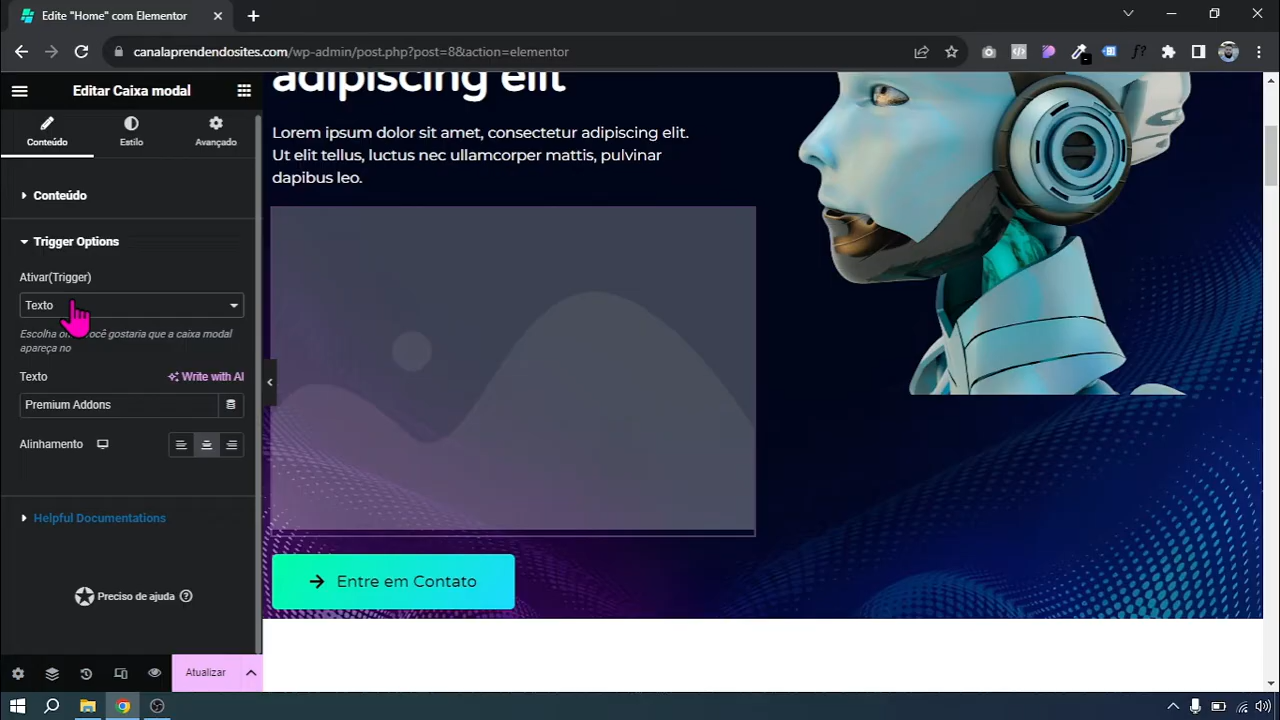 Edite "Home" com Elementor
canalaprendendosites.com/wp-admin/post.php?post=8&action=elementor
Editar Caixa modal
Conteúdo
Estilo
Avançado
Conteúdo
Trigger Options
Ativar(Trigger)
Texto
Escolha você gostaria que a caixa modal
apareça no
Texto
Write with AI
Premium Addons
Alinhamento
Helpful Documentations
Preciso de ajuda
Atualizar
adipiscing elit
Lorem ipsum dolor sit amet, consectetur adipiscing elit.
Ut elit tellus, luctus nec ullamcorper mattis, pulvinar
dapibus leo.
Entre em Contato